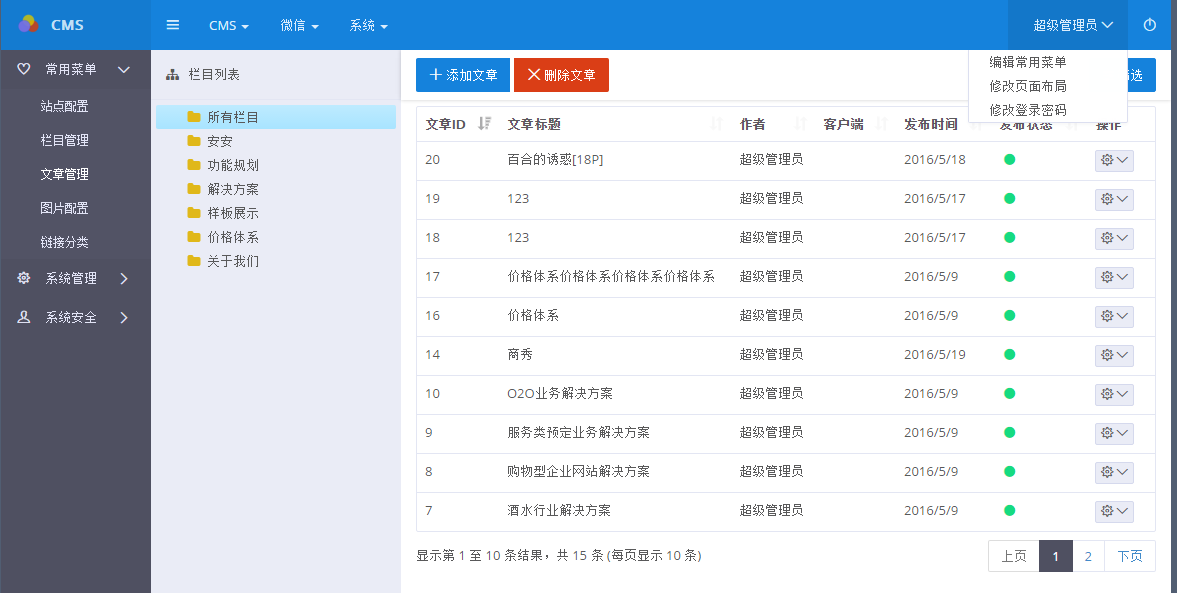 CMS
CMS 微信 系统 超级管理员
编辑常用菜单
修改页面布局
修改登录密码
常用菜单
站点配置
栏目管理
文章管理
图片配置
链接分类
系统管理
系统安全
栏目列表
所有栏目
安安
功能规划
解决方案
样板展示
价格体系
关于我们
添加文章 删除文章 选
文章ID 文章标题 作者 客户端 发布时间 发布状态 操作
20 百合的诱惑[18P] 超级管理员 2016/5/18
19 123 超级管理员 2016/5/17
18 123 超级管理员 2016/5/17
17 价格体系价格体系价格体系价格体系 超级管理员 2016/5/9
16 价格体系 超级管理员 2016/5/9
14 商秀 超级管理员 2016/5/19
10 O2O业务解决方案 超级管理员 2016/5/9
9 服务类预定业务解决方案 超级管理员 2016/5/9
8 购物型企业网站解决方案 超级管理员 2016/5/9
7 酒水行业解决方案 超级管理员 2016/5/9
显示第 1 至 10 条结果，共 15 条 (每页显示 10 条)
上页 1 2 下页